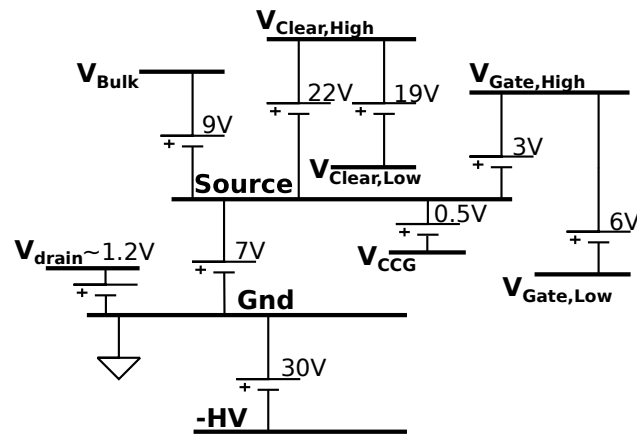 V_Clear,High
V_Bulk
V_Gate,High
22V
19V
9V
3V
V_Clear,Low
Source
0.5V
6V
V_drain~1.2V
7V
V_CCG
V_Gate,Low
Gnd
30V
-HV
+
+
+
+
+
+
+
+
+